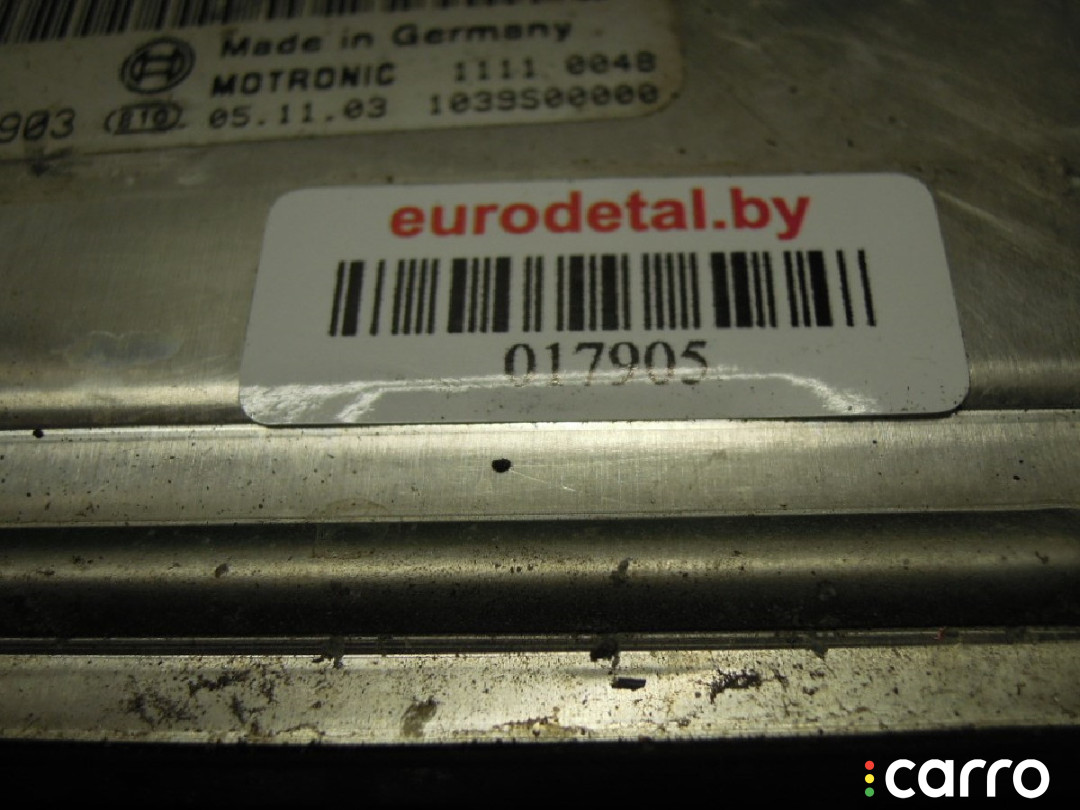 Made in Germany
MOTRONIC 1111 0048
903 05.11.03 1039S00000
eurodetal.by
017905
carro